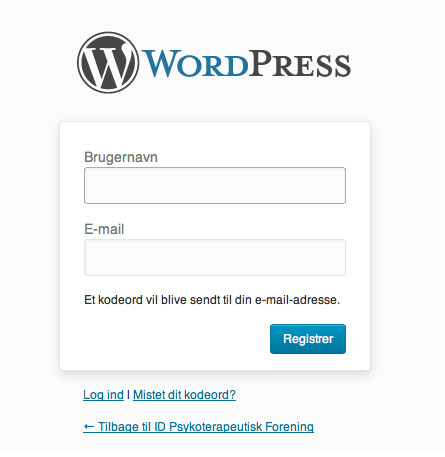 WORDPRESS
Brugernavn
E-mail
Et kodeord vil blive sendt til din e-mail-adresse.
Registrer
Log ind | Mistet dit kodeord?
← Tilbage til ID Psykoterapeutisk Forening